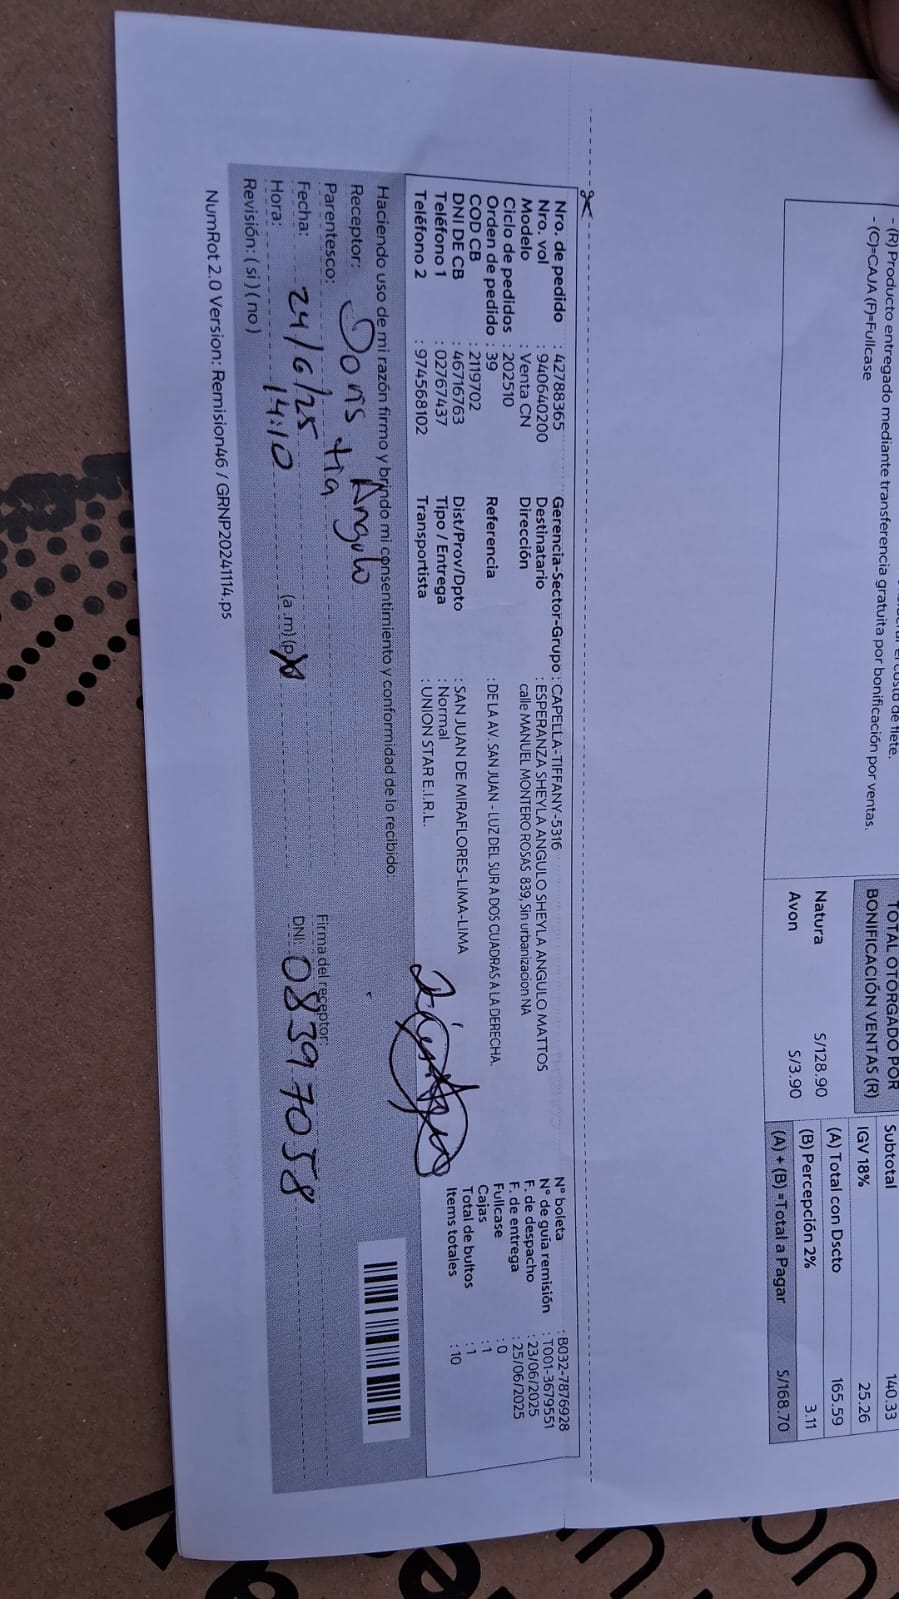 - (R) Producto entregado mediante transferencia gratuita por bonificación por ventas.
- (C)=CAJA (F)=Fullcase
TOTAL OTORGADO POR
BONIFICACIÓN VENTAS (R)
Natura S/128.90
Avon S/3.90
Subtotal 140.33
IGV 18% 25.26
(A) Total con Dscto 165.59
(B) Percepción 2% 3.11
(A) + (B) =Total a Pagar S/168.70
Nro. de pedido : 42788365
Nro. vol : 940640200
Modelo : Venta CN
Ciclo de pedidos : 202510
Orden de pedido : 39
COD CB : 2119702
DNI DE CB : 46716763
Teléfono 1 : 02767437
Teléfono 2 : 974568102
Gerencia-Sector-Grupo : CAPELLA-TIFFANY-5316
Destinatario : ESPERANZA SHEYLA ANGULO SHEYLA ANGULO MATTOS
Dirección calle MANUEL MONTERO ROSAS 839, Sin urbanizacion NA
Referencia : DE LA AV. SAN JUAN - LUZ DEL SUR A DOS CUADRAS A LA DERECHA.
Dist/Prov/Dpto : SAN JUAN DE MIRAFLORES-LIMA-LIMA
Tipo / Entrega : Normal
Transportista : UNION STAR E.I.R.L.
N° boleta : B032-7876928
N° de guia remisión : T001-3679551
F. de despacho : 23/06/2025
F. de entrega : 25/06/2025
Fullcase : 0
Cajas : 1
Total de bultos : 1
Items totales : 10
Haciendo uso de mi razón firmo y brindo mi consentimiento y conformidad de lo recibido:
Receptor: Doris Angulo
Parentesco: tia
Fecha: 24/6/25
Hora: 14:10 (a .m) (p
Revisión: ( si ) ( no )
Firma del receptor:
DNI: 08397058
NumRot 2.0 Version: Remision46 / GRNP20241114.ps